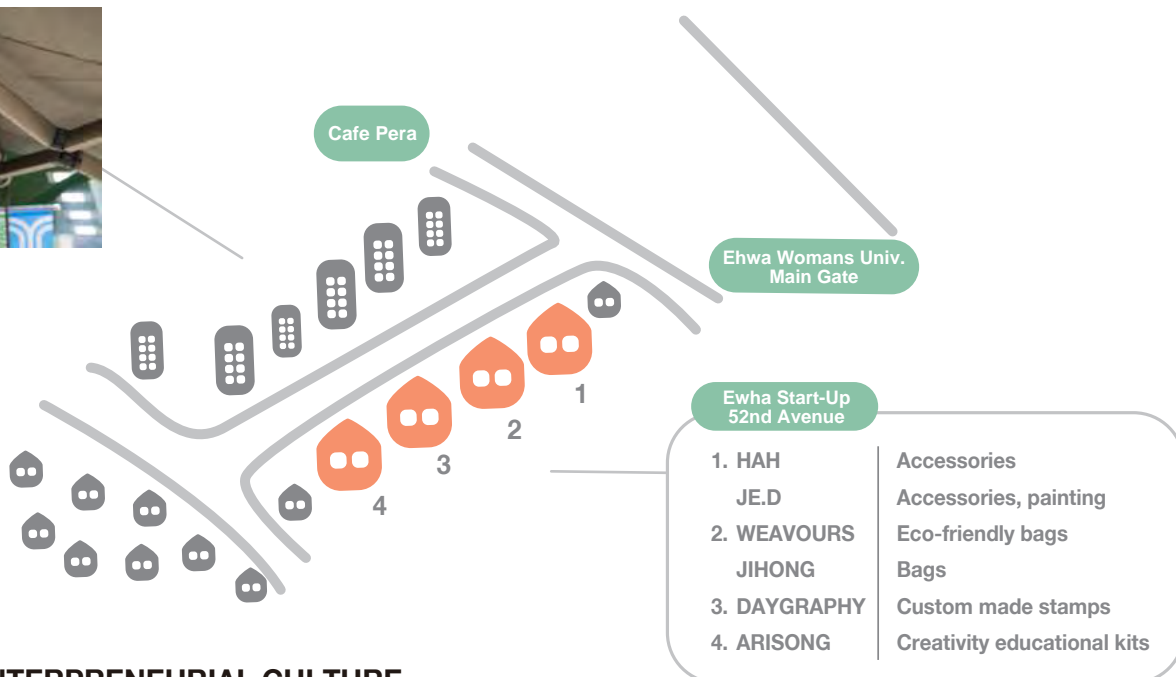 Cafe Pera
Ehwa Womans Univ.
Main Gate
1
2
3
4
Ewha Start-Up
52nd Avenue
1. HAH Accessories
JE.D Accessories, painting
2. WEAVOURS Eco-friendly bags
JIHONG Bags
3. DAYGRAPHY Custom made stamps
4. ARISONG Creativity educational kits